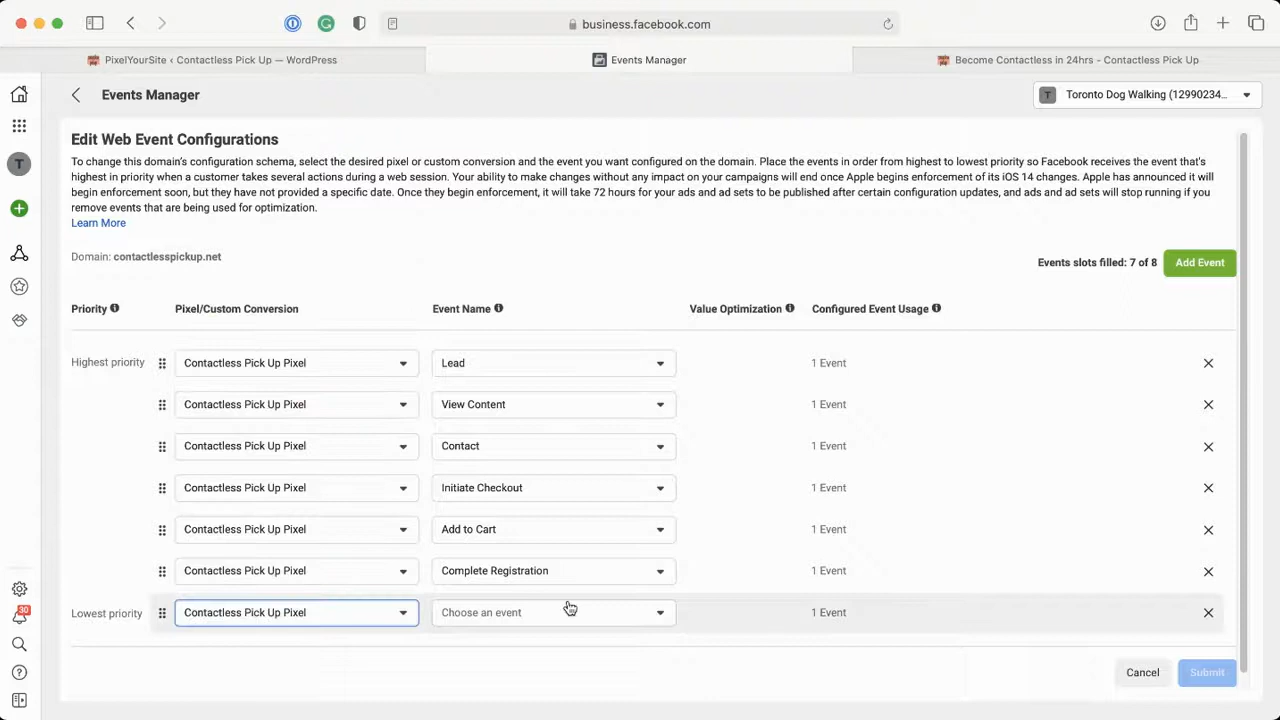 business.facebook.com
PixelYourSite ‹ Contactless Pick Up — WordPress
Events Manager
Become Contactless in 24hrs - Contactless Pick Up
Events Manager
T Toronto Dog Walking (12990234...
T
Edit Web Event Configurations
To change this domain's configuration schema, select the desired pixel or custom conversion and the event you want configured on the domain. Place the events in order from highest to lowest priority so Facebook receives the event that's
highest in priority when a customer takes several actions during a web session. Your ability to make changes without any impact on your campaigns will end once Apple begins enforcement of its iOS 14 changes. Apple has announced it will
begin enforcement soon, but they have not provided a specific date. Once they begin enforcement, it will take 72 hours for your ads and ad sets to be published after certain configuration updates, and ads and ad sets will stop running if you
remove events that are being used for optimization.
Learn More
Domain: contactlesspickup.net
Events slots filled: 7 of 8 Add Event
Priority Pixel/Custom Conversion Event Name Value Optimization Configured Event Usage
Highest priority Contactless Pick Up Pixel Lead 1 Event
Contactless Pick Up Pixel View Content 1 Event
Contactless Pick Up Pixel Contact 1 Event
Contactless Pick Up Pixel Initiate Checkout 1 Event
Contactless Pick Up Pixel Add to Cart 1 Event
Contactless Pick Up Pixel Complete Registration 1 Event
Lowest priority Contactless Pick Up Pixel Choose an event 1 Event
30
Cancel Submit